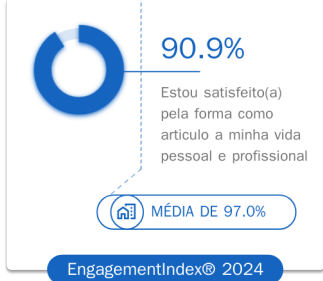 90.9%
Estou satisfeito(a)
pela forma como
articulo a minha vida
pessoal e profissional
MÉDIA DE 97.0%
EngagementIndex® 2024